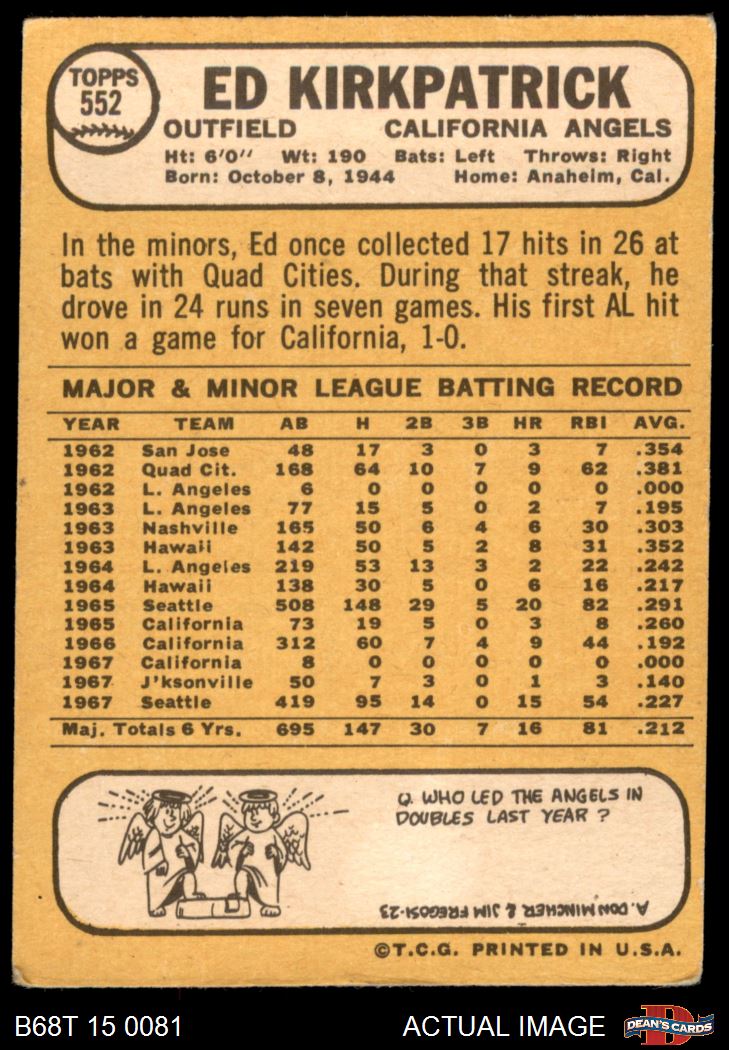 TOPPS
552
ED KIRKPATRICK
OUTFIELD CALIFORNIA ANGELS
Ht: 6'0" Wt: 190 Bats: Left Throws: Right
Born: October 8, 1944 Home: Anaheim, Cal.
In the minors, Ed once collected 17 hits in 26 at
bats with Quad Cities. During that streak, he
drove in 24 runs in seven games. His first AL hit
won a game for California, 1-0.
MAJOR & MINOR LEAGUE BATTING RECORD
YEAR TEAM AB H 2B 3B HR RBI AVG.
1962 San Jose 48 17 3 0 3 7 .354
1962 Quad Cit. 168 64 10 7 9 62 .381
1962 L. Angeles 6 0 0 0 0 0 .000
1963 L. Angeles 77 15 5 0 2 7 .195
1963 Nashville 165 50 6 4 6 30 .303
1963 Hawaii 142 50 5 2 8 31 .352
1964 L. Angeles 219 53 13 3 2 22 .242
1964 Hawaii 138 30 5 0 6 16 .217
1965 Seattle 508 148 29 5 20 82 .291
1965 California 73 19 5 0 3 8 .260
1966 California 312 60 7 4 9 44 .192
1967 California 8 0 0 0 0 0 .000
1967 J'ksonville 50 7 3 0 1 3 .140
1967 Seattle 419 95 14 0 15 54 .227
Maj. Totals 6 Yrs. 695 147 30 7 16 81 .212
Q. WHO LED THE ANGELS IN
DOUBLES LAST YEAR ?
A. DON MINCHER & JIM FREGOSI-23
©T.C.G. PRINTED IN U.S.A.
B68T 15 0081 ACTUAL IMAGE
D
DEAN'S CARDS